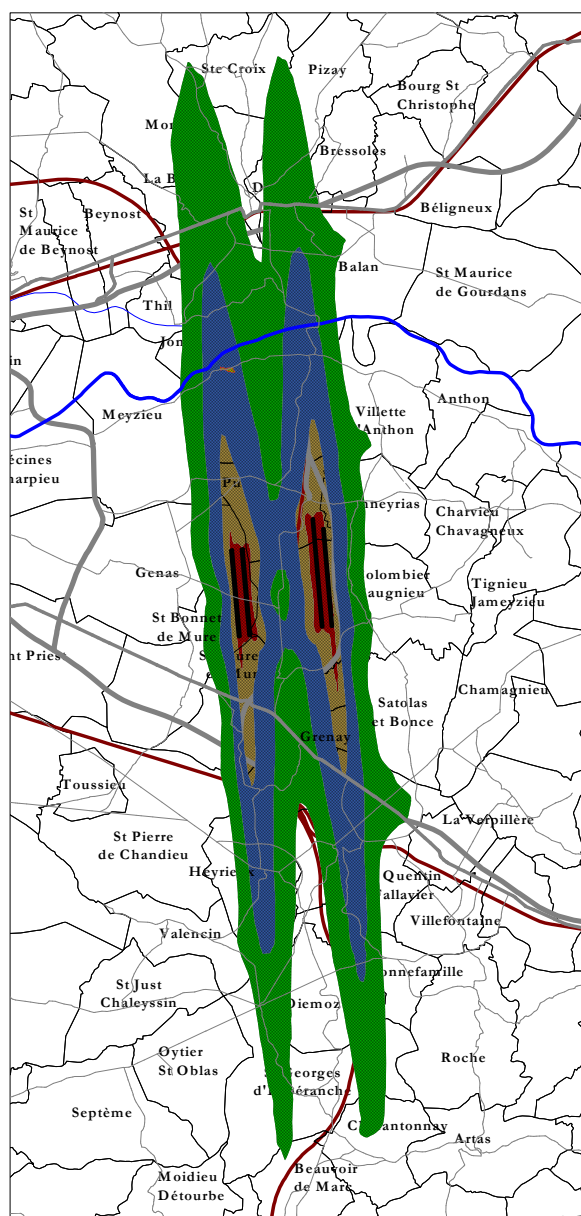 Ste Croix
Pizay
Bourg St
Christophe
Bressoles
St
Maurice
de Beynost
Beynost
Béligneux
Balan
St Maurice
de Gourdans
Thil
Meyzieu
Villette
Anthon
Genas
Charvieu
Chavagneux
Tignieu
Jameyzieu
St Bonnet
de Mure
Chamagnieu
Satolas
et Bonce
Grenay
Toussieu
St Pierre
de Chandieu
La Verpillère
Quentin
Villefontaine
Valencin
St Just
Chaleyssin
Diemoz
Oytier
St Oblas
Roche
Septème
Artas
Moidieu
Détourbe
Beauvoir
de Marc